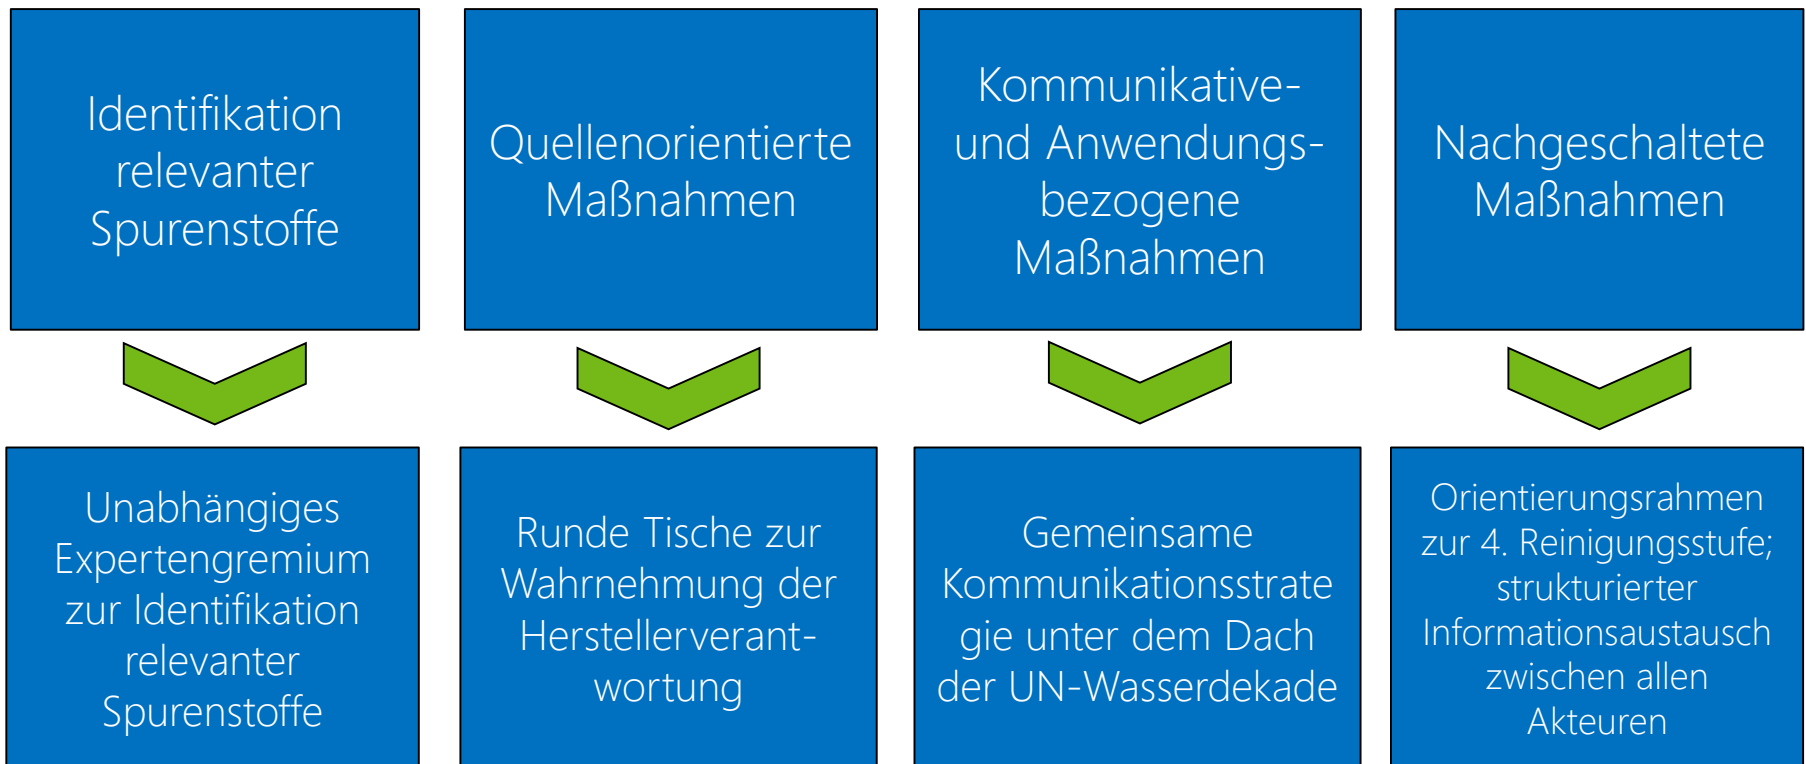 Identifikation
relevanter
Spurenstoffe
Quellenorientierte
Maßnahmen
Kommunikative-
und Anwendungs-
bezogene
Maßnahmen
Nachgeschaltete
Maßnahmen
Unabhängiges
Expertengremium
zur Identifikation
relevanter
Spurenstoffe
Runde Tische zur
Wahrnehmung der
Herstellerverant-
wortung
Gemeinsame
Kommunikationsstrate
gie unter dem Dach
der UN-Wasserdekade
Orientierungsrahmen
zur 4. Reinigungsstufe;
strukturierter
Informationsaustausch
zwischen allen
Akteuren